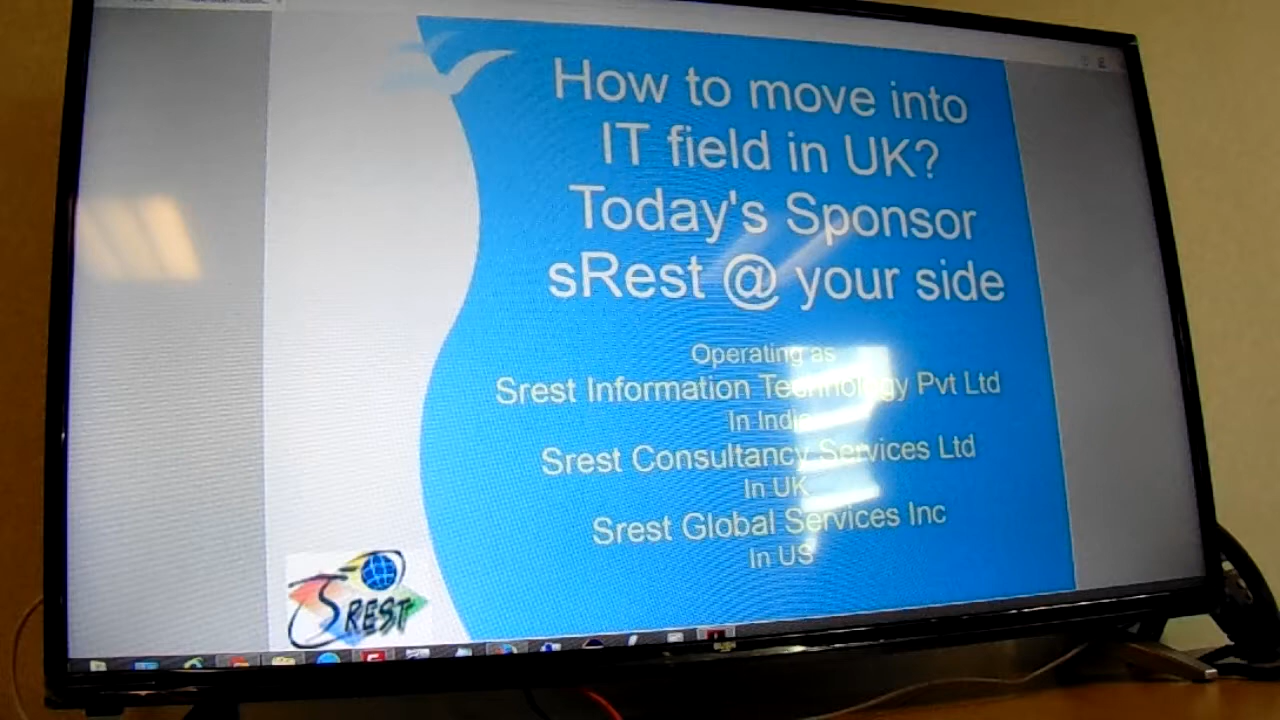 How to move into
IT field in UK?
Today's Sponsor
sRest @ your side
Operating as
Srest Information Technology Pvt Ltd
In India
Srest Consultancy Services Ltd
In UK
Srest Global Services Inc
In US
SREST